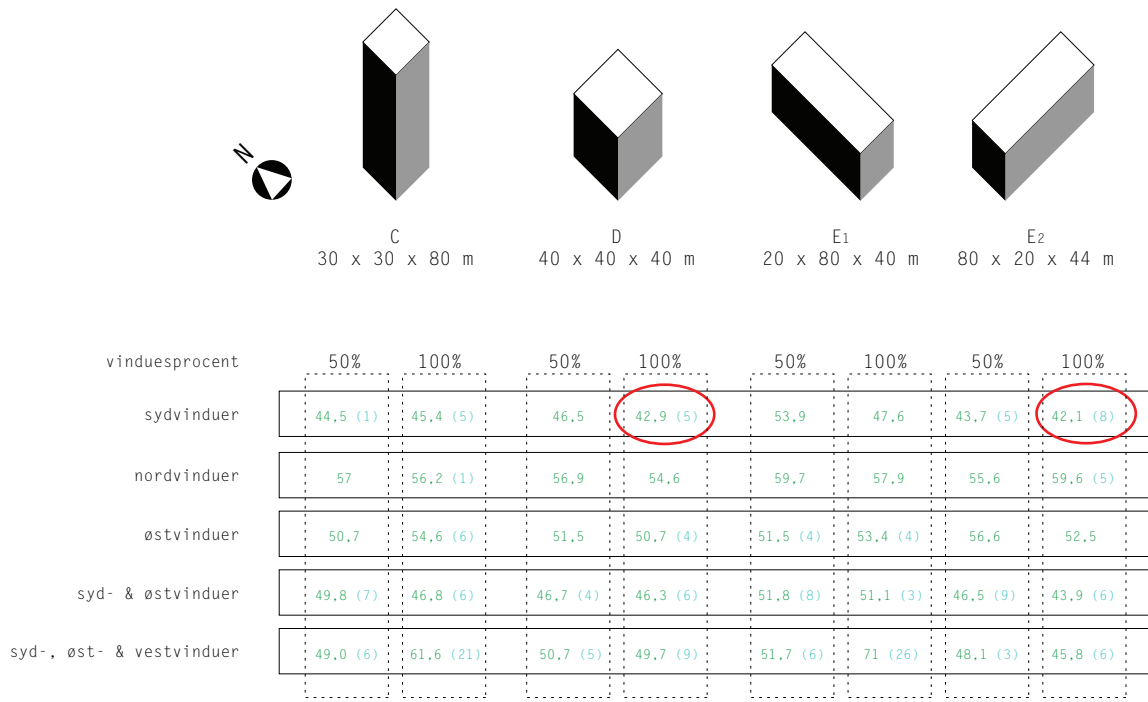 N
C D E1 E2
30 x 30 x 80 m 40 x 40 x 40 m 20 x 80 x 40 m 80 x 20 x 44 m
vinduesprocent 50% 100% 50% 100% 50% 100% 50% 100%
sydvinduer 44,5 (1) 45,4 (5) 46,5 42,9 (5) 53,9 47,6 43,7 (5) 42,1 (8)
nordvinduer 57 56,2 (1) 56,9 54,6 59,7 57,9 55,6 59,6 (5)
østvinduer 50,7 54,6 (6) 51,5 50,7 (4) 51,5 (4) 53,4 (4) 56,6 52,5
syd- & østvinduer 49,8 (7) 46,8 (6) 46,7 (4) 46,3 (6) 51,8 (8) 51,1 (3) 46,5 (9) 43,9 (6)
syd-, øst- & vestvinduer 49,0 (6) 61,6 (21) 50,7 (5) 49,7 (9) 51,7 (6) 71 (26) 48,1 (3) 45,8 (6)